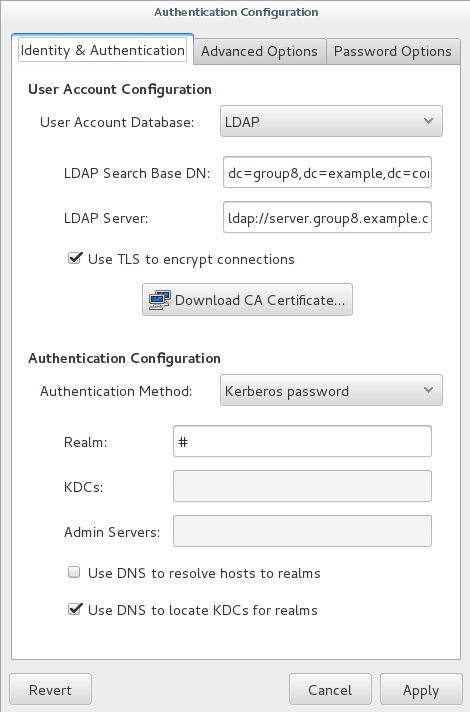 Authentication Configuration
Identity & Authentication Advanced Options Password Options
User Account Configuration
User Account Database: LDAP
LDAP Search Base DN: dc=group8,dc=example,dc=co
LDAP Server: ldap://server.group8.example.c
Use TLS to encrypt connections
Download CA Certificate...
Authentication Configuration
Authentication Method: Kerberos password
Realm: #
KDCs:
Admin Servers:
Use DNS to resolve hosts to realms
Use DNS to locate KDCs for realms
Revert Cancel Apply